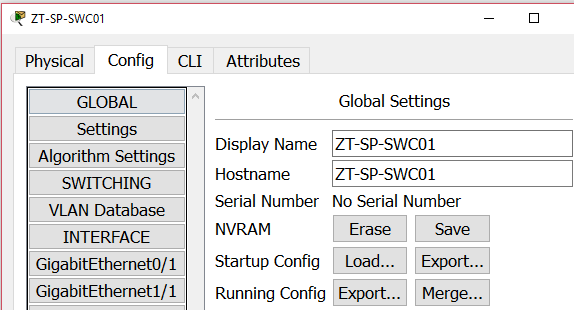 ZT-SP-SWC01
Physical Config CLI Attributes
GLOBAL
Settings
Algorithm Settings
SWITCHING
VLAN Database
INTERFACE
GigabitEthernet0/1
GigabitEthernet1/1
Global Settings
Display Name ZT-SP-SWC01
Hostname ZT-SP-SWC01
Serial Number No Serial Number
NVRAM Erase Save
Startup Config Load... Export...
Running Config Export... Merge...